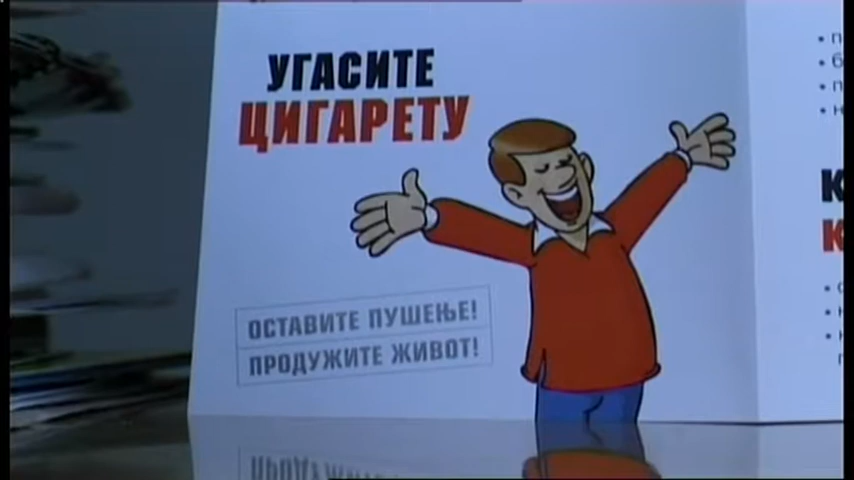 УГАСИТЕ
ЦИГАРЕТУ
ОСТАВИТЕ ПУШЕЊЕ!
ПРОДУЖИТЕ ЖИВОТ!